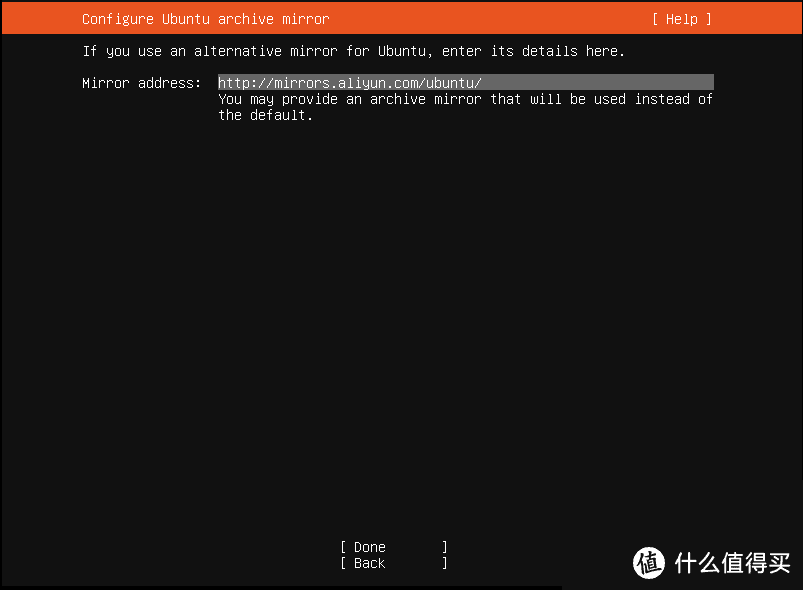 Configure Ubuntu archive mirror [ Help ]
If you use an alternative mirror for Ubuntu, enter its details here.
Mirror address: http://mirrors.aliyun.com/ubuntu/
You may provide an archive mirror that will be used instead of
the default.
[ Done ]
[ Back ]
值 什么值得买